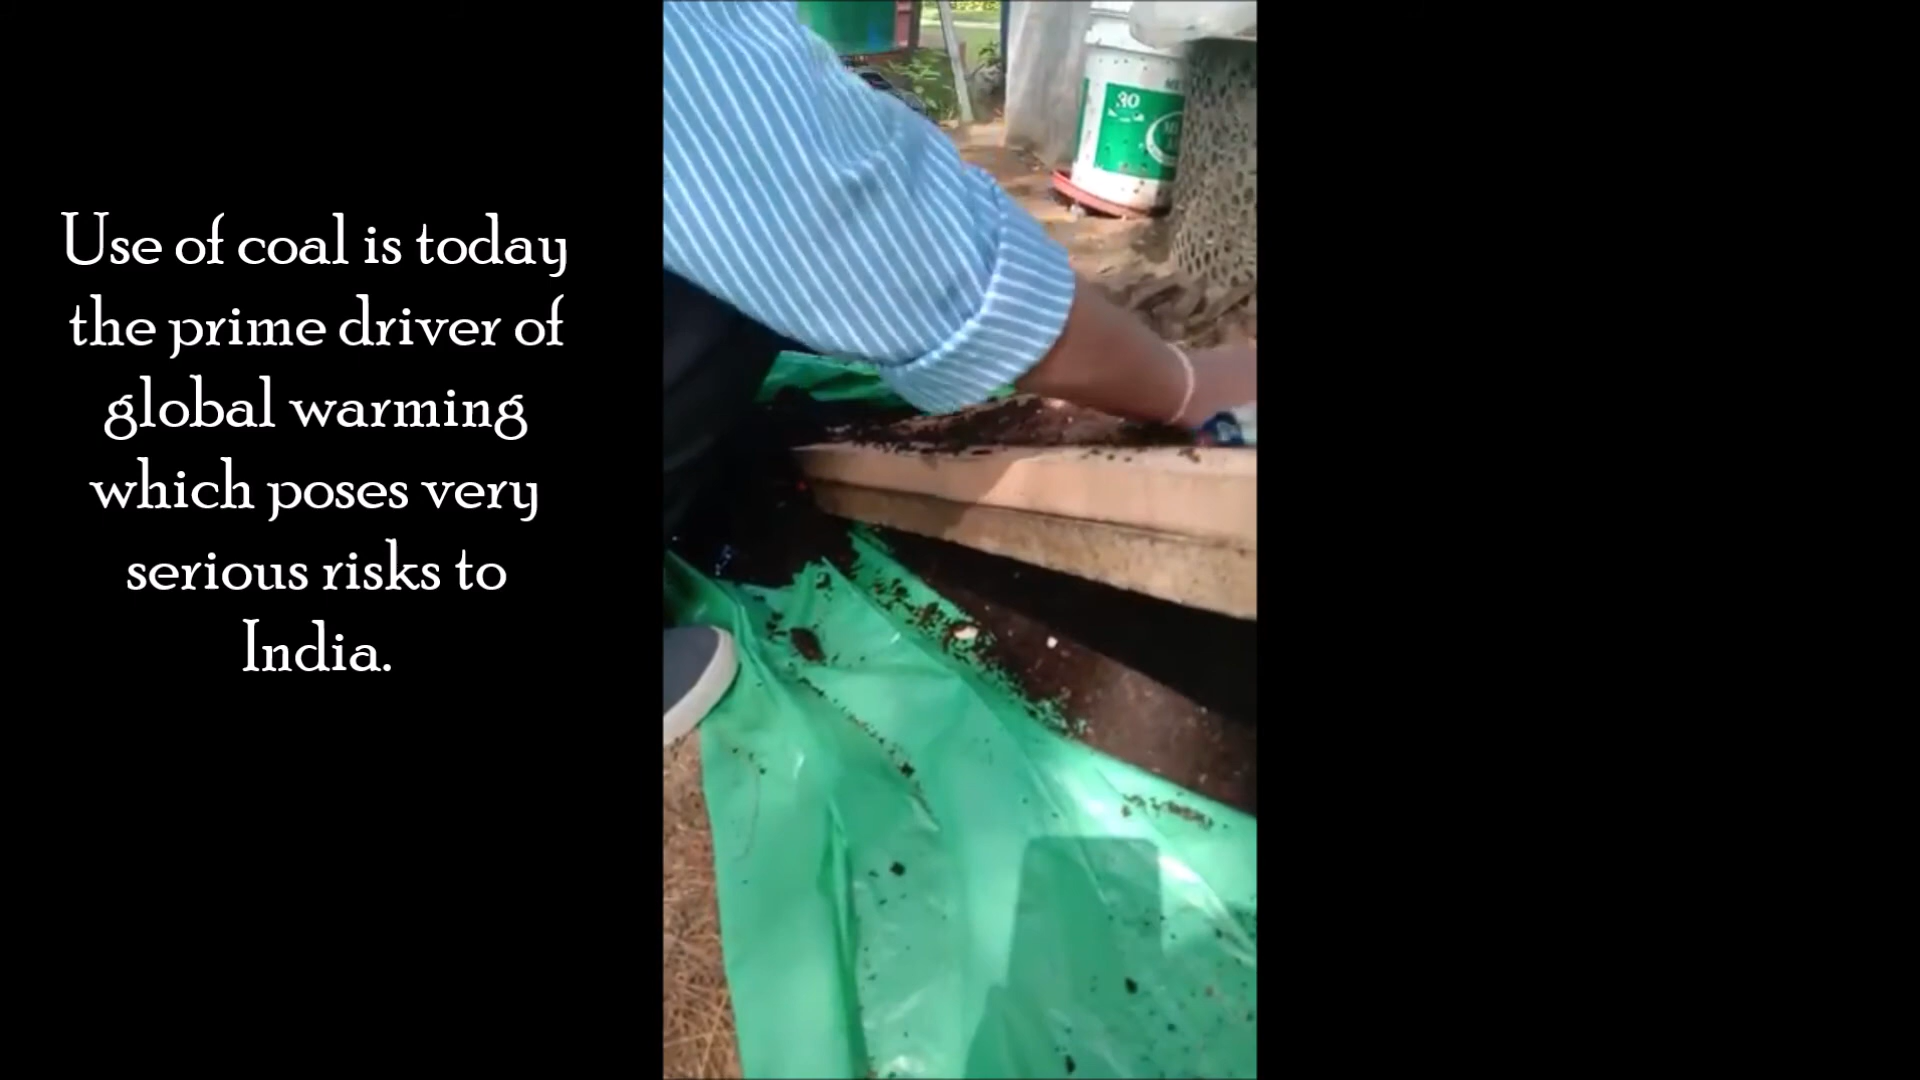 Use of coal is today
the prime driver of
global warming
which poses very
serious risks to
India.